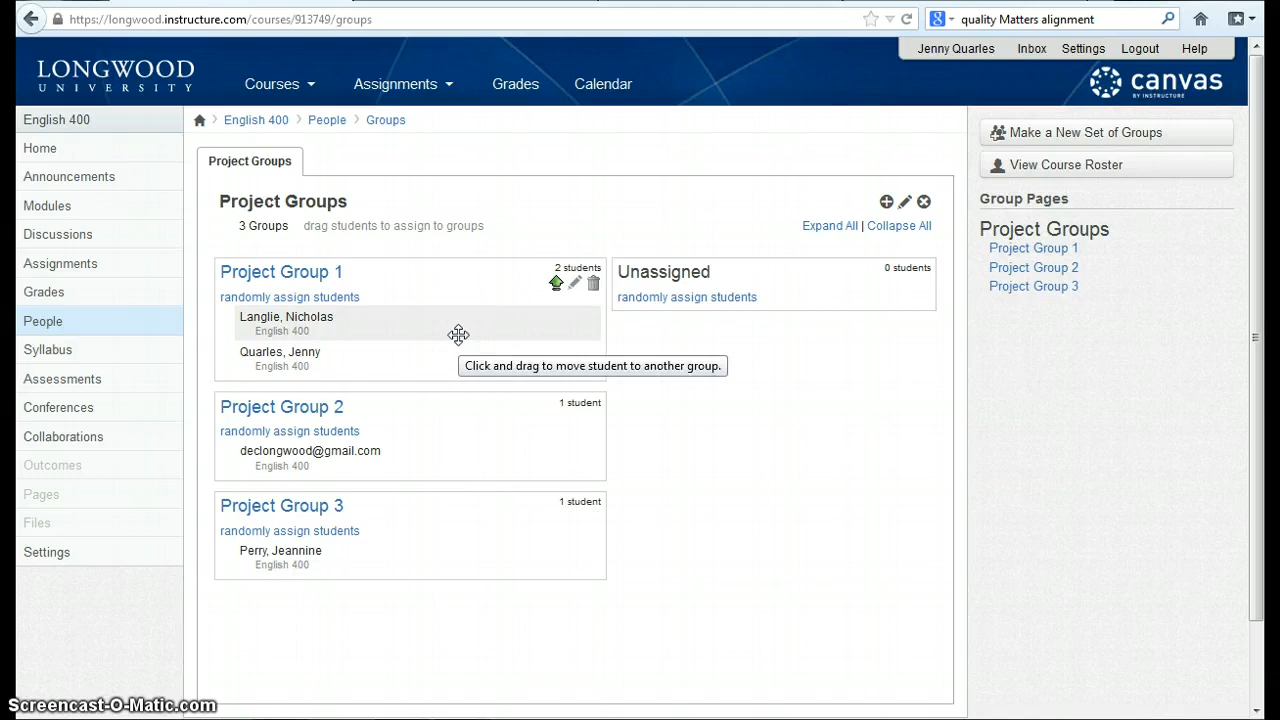 https://longwood.instructure.com/courses/913749/groups
quality Matters alignment
Jenny Quarles Inbox Settings Logout Help
LONGWOOD
UNIVERSITY
Courses Assignments Grades Calendar
canvas
BY INSTRUCTURE
English 400
Home
Announcements
Modules
Discussions
Assignments
Grades
People
Syllabus
Assessments
Conferences
Collaborations
Outcomes
Pages
Files
Settings
English 400 People Groups
Project Groups
Project Groups
3 Groups drag students to assign to groups
Expand All | Collapse All
Project Group 1
2 students
randomly assign students
Langlie, Nicholas
English 400
Quarles, Jenny
English 400
Click and drag to move student to another group.
Project Group 2
1 student
randomly assign students
declongwood@gmail.com
English 400
Project Group 3
1 student
randomly assign students
Perry, Jeannine
English 400
Unassigned
0 students
randomly assign students
Make a New Set of Groups
View Course Roster
Group Pages
Project Groups
Project Group 1
Project Group 2
Project Group 3
Screencast-O-Matic.com